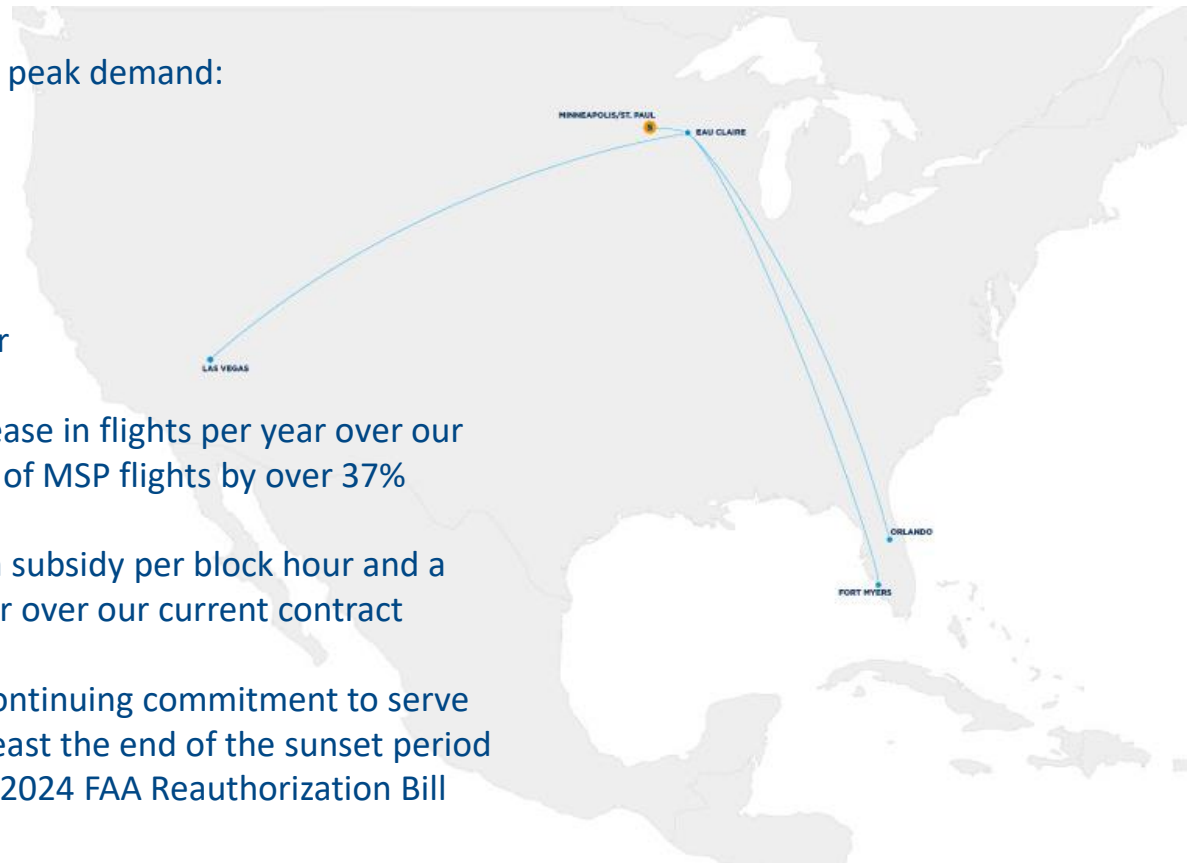 peak demand:
MINNEAPOLIS/ST. PAUL
EAU CLAIRE
r
LAS VEGAS
ease in flights per year over our
of MSP flights by over 37%
subsidy per block hour and a
ORLANDO
r over our current contract
FORT MYERS
ontinuing commitment to serve
east the end of the sunset period
2024 FAA Reauthorization Bill